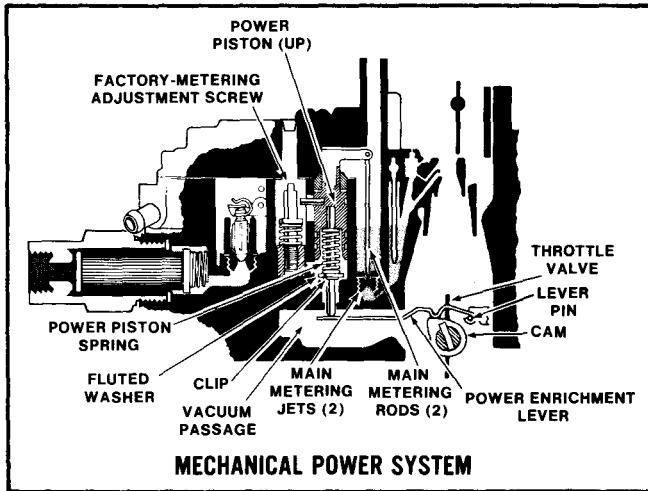 POWER
PISTON (UP)
FACTORY-METERING
ADJUSTMENT SCREW
THROTTLE
VALVE
LEVER
PIN
CAM
POWER PISTON
SPRING
FLUTED
WASHER
CLIP
VACUUM
PASSAGE
MAIN
METERING
JETS (2)
MAIN
METERING
RODS (2)
POWER ENRICHMENT
LEVER
MECHANICAL POWER SYSTEM